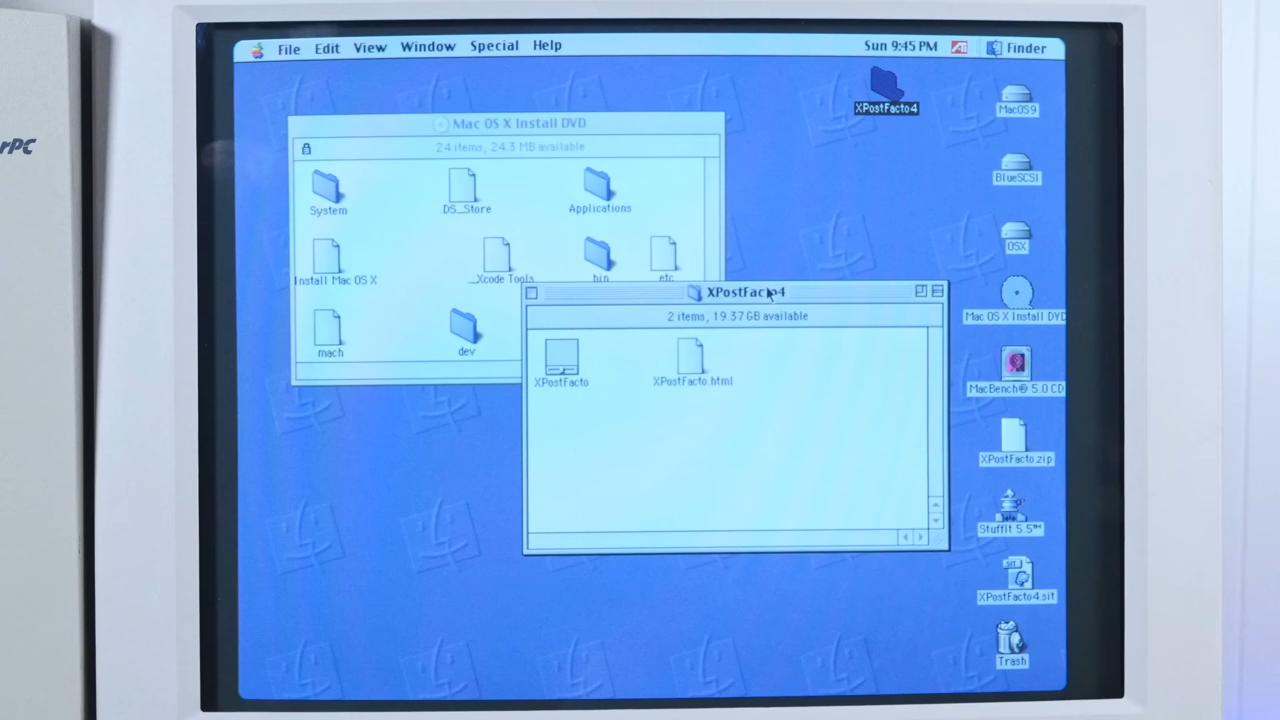 File Edit View Window Special Help
Sun 9:45 PM
ATI
Finder
rPC
XPostFacto4
MacOS9
BlueSCSI
OSX
Mac OS X Install DVD
MacBench® 5.0 CD
XPostFacto.zip
StuffIt 5.5™
SIT
XPostFacto4.sit
Trash
Mac OS X Install DVD
24 items, 24.3 MB available
System
.DS_Store
Applications
Install Mac OS X
_Xcode Tools
bin
etc
mach
dev
XPostFacto4
2 items, 19.37 GB available
XPostFacto
XPostFacto.html